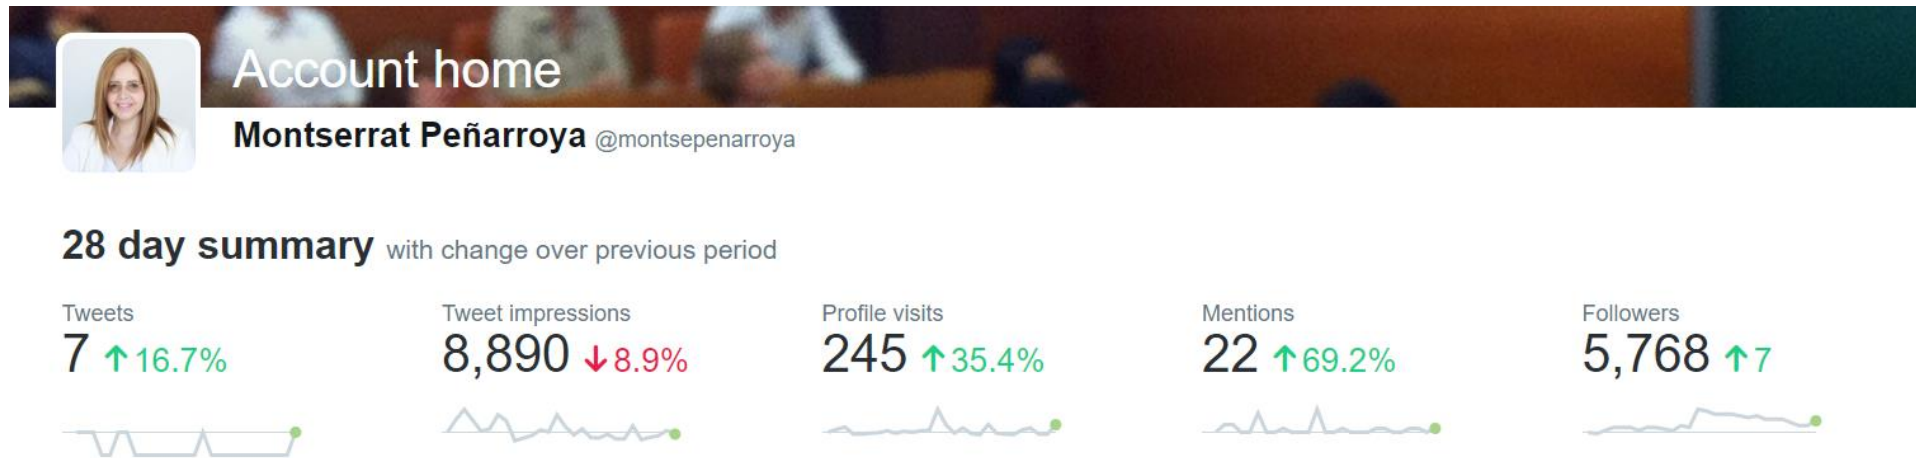 Account home
Montserrat Peñarroya @montsepenarroya
28 day summary with change over previous period
Tweets
7 ↑16.7%
Tweet impressions
8,890 ↓8.9%
Profile visits
245 ↑35.4%
Mentions
22 ↑69.2%
Followers
5,768 ↑7